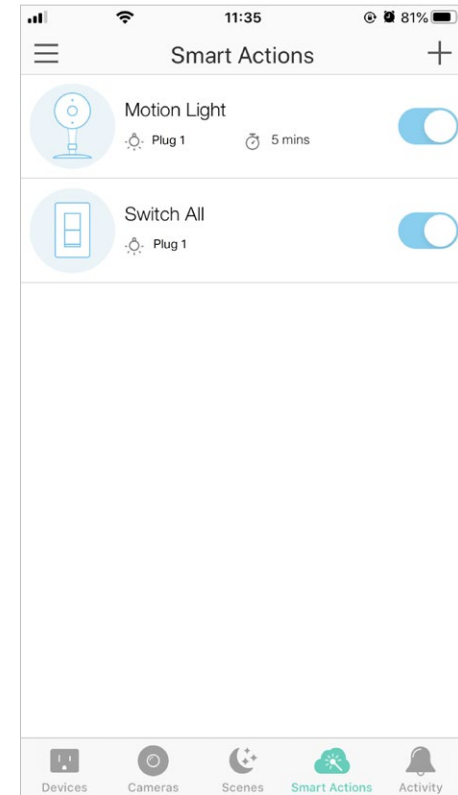 11:35 81%
Smart Actions
Motion Light
Plug 1 5 mins
Switch All
Plug 1
Devices Cameras Scenes Smart Actions Activity